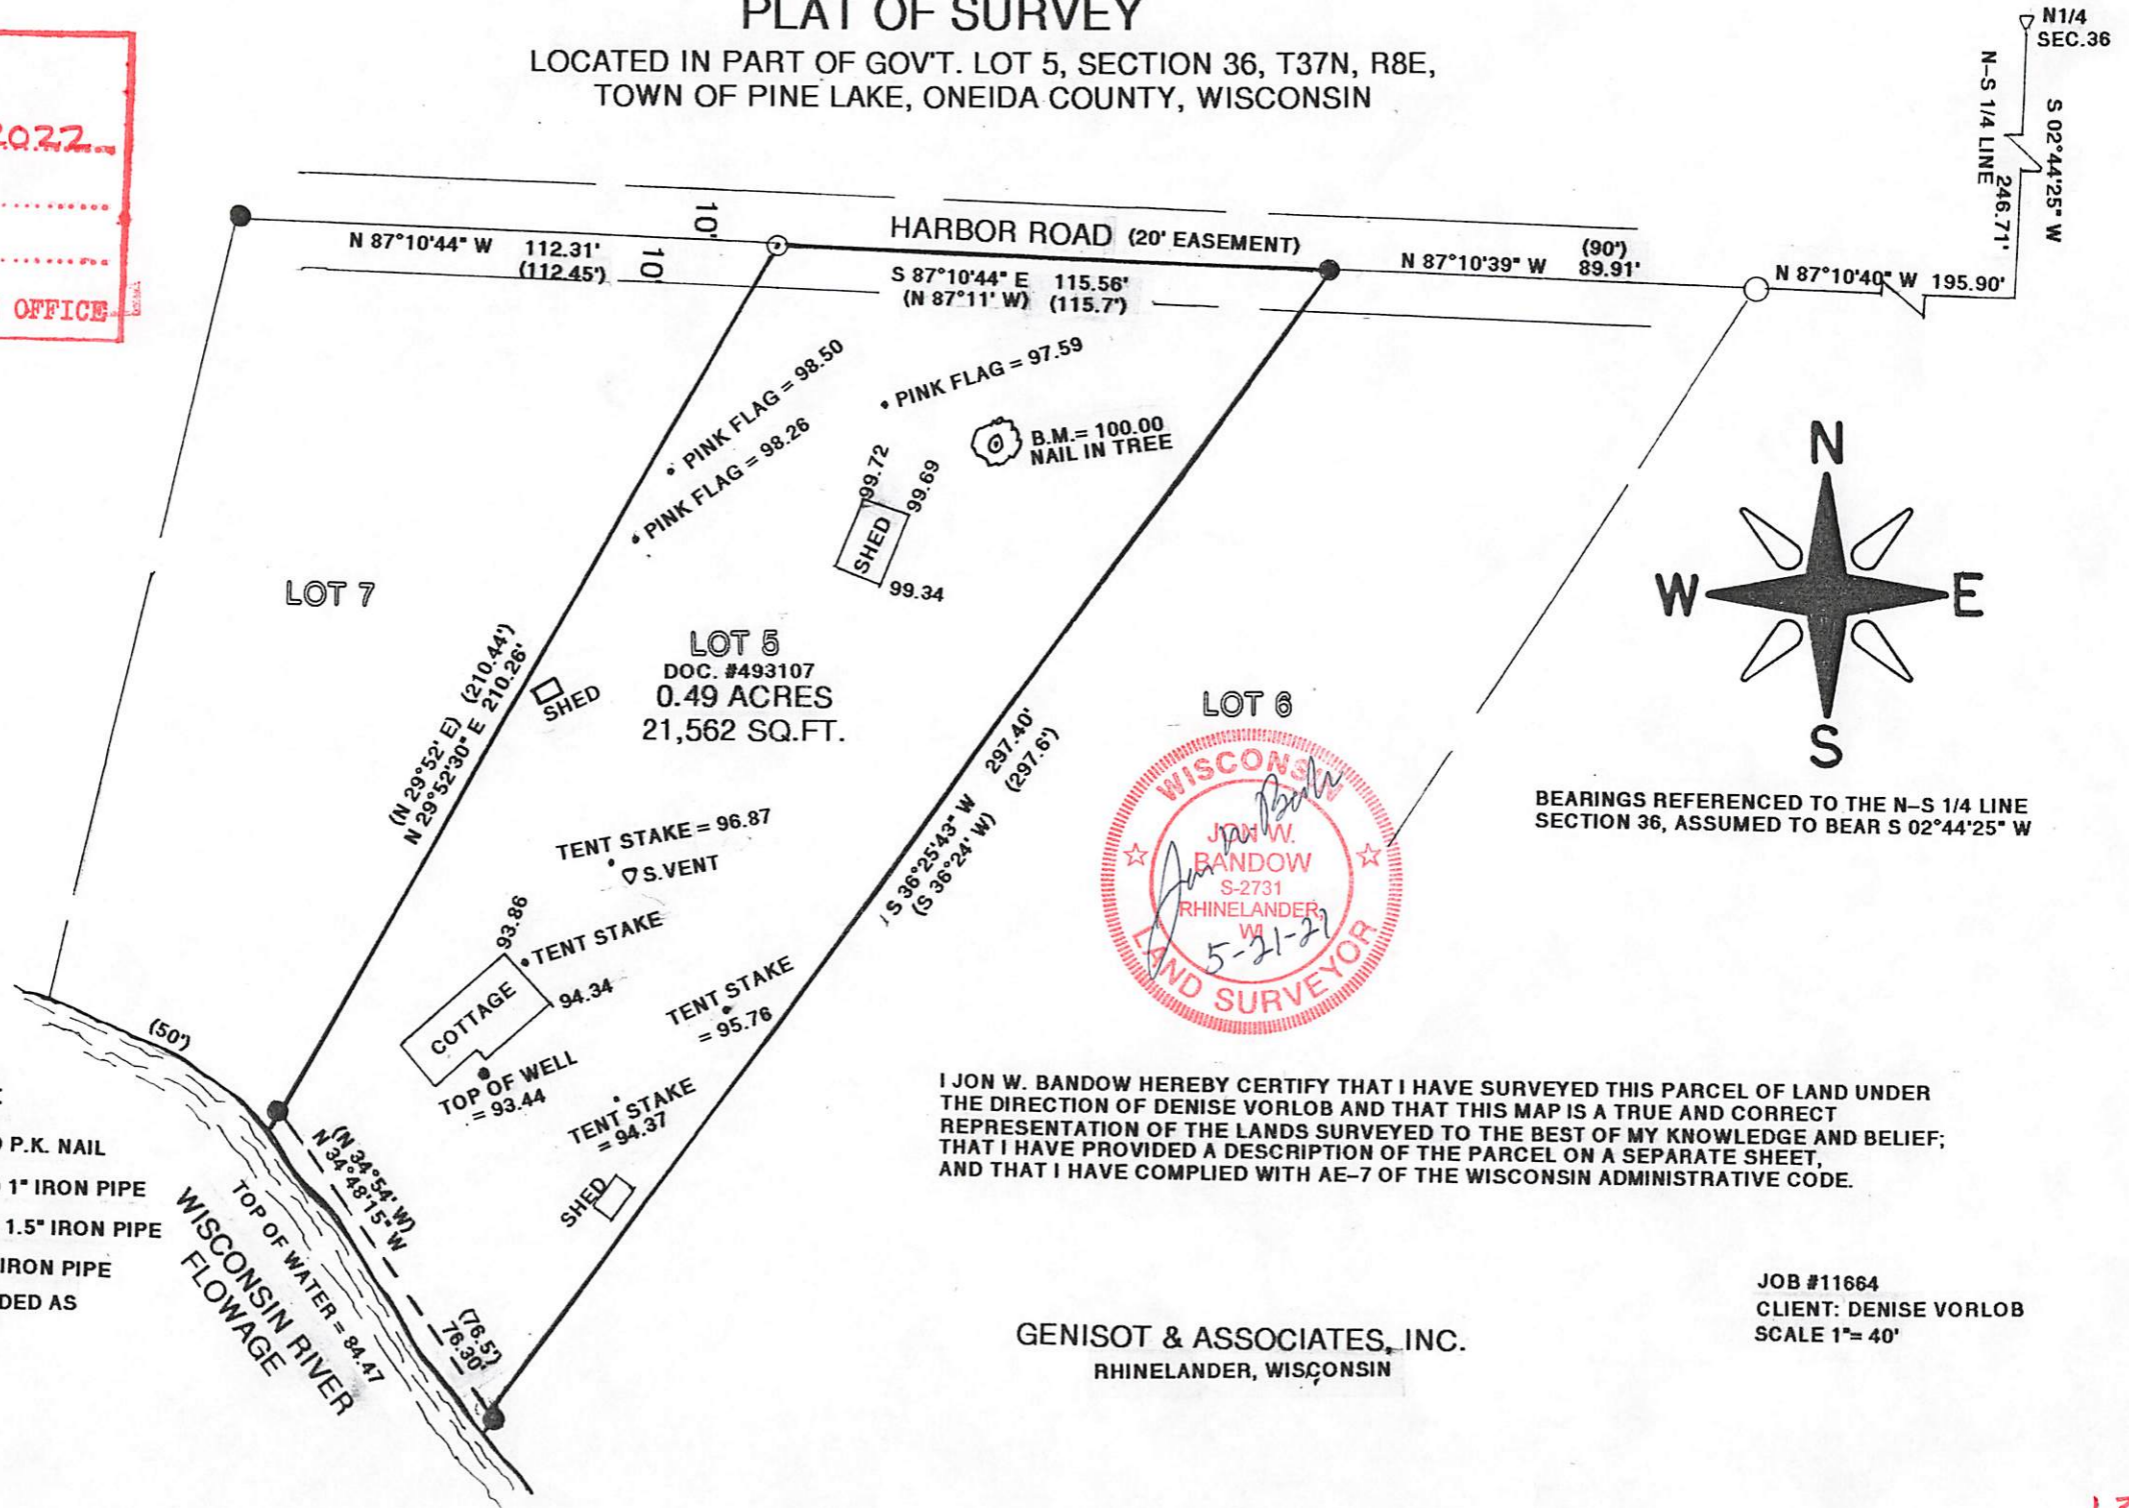 PLAT OF SURVEY
LOCATED IN PART OF GOV'T. LOT 5, SECTION 36, T37N, R8E,
TOWN OF PINE LAKE, ONEIDA COUNTY, WISCONSIN
N1/4
SEC.36
N–S 1/4 LINE
S 02°44'25" W
246.71'
2022
OFFICE
10'
10'
HARBOR ROAD (20' EASEMENT)
N 87°10'44" W 112.31'
(112.45')
S 87°10'44" E 115.56'
(N 87°11' W) (115.7')
(90')
N 87°10'39" W 89.91'
N 87°10'40" W 195.90'
PINK FLAG = 98.50
PINK FLAG = 97.59
PINK FLAG = 98.26
B.M.= 100.00
NAIL IN TREE
99.72
99.69
SHED
99.34
N
W
E
S
LOT 7
LOT 5
DOC. #493107
0.49 ACRES
21,562 SQ.FT.
(N 29°52' E) (210.44')
N 29°52'30" E 210.26'
SHED
LOT 6
S 36°25'43" W 297.40'
(S 36°24' W) (297.6')
BEARINGS REFERENCED TO THE N–S 1/4 LINE
SECTION 36, ASSUMED TO BEAR S 02°44'25" W
WISCONSIN
JON W.
BANDOW
S-2731
RHINELANDER,
WI
5-21-21
LAND SURVEYOR
TENT STAKE = 96.87
S.VENT
93.86
TENT STAKE
COTTAGE
94.34
TENT STAKE
= 95.76
TOP OF WELL
= 93.44
TENT STAKE
= 94.37
SHED
(50')
(N 34°54' W)
N 34°48'15" W
(76.5')
76.30'
TOP OF WATER = 84.47
WISCONSIN RIVER
FLOWAGE
P.K. NAIL
1" IRON PIPE
1.5" IRON PIPE
IRON PIPE
DED AS
I JON W. BANDOW HEREBY CERTIFY THAT I HAVE SURVEYED THIS PARCEL OF LAND UNDER
THE DIRECTION OF DENISE VORLOB AND THAT THIS MAP IS A TRUE AND CORRECT
REPRESENTATION OF THE LANDS SURVEYED TO THE BEST OF MY KNOWLEDGE AND BELIEF;
THAT I HAVE PROVIDED A DESCRIPTION OF THE PARCEL ON A SEPARATE SHEET,
AND THAT I HAVE COMPLIED WITH AE–7 OF THE WISCONSIN ADMINISTRATIVE CODE.
GENISOT & ASSOCIATES, INC.
RHINELANDER, WISCONSIN
JOB #11664
CLIENT: DENISE VORLOB
SCALE 1"= 40'